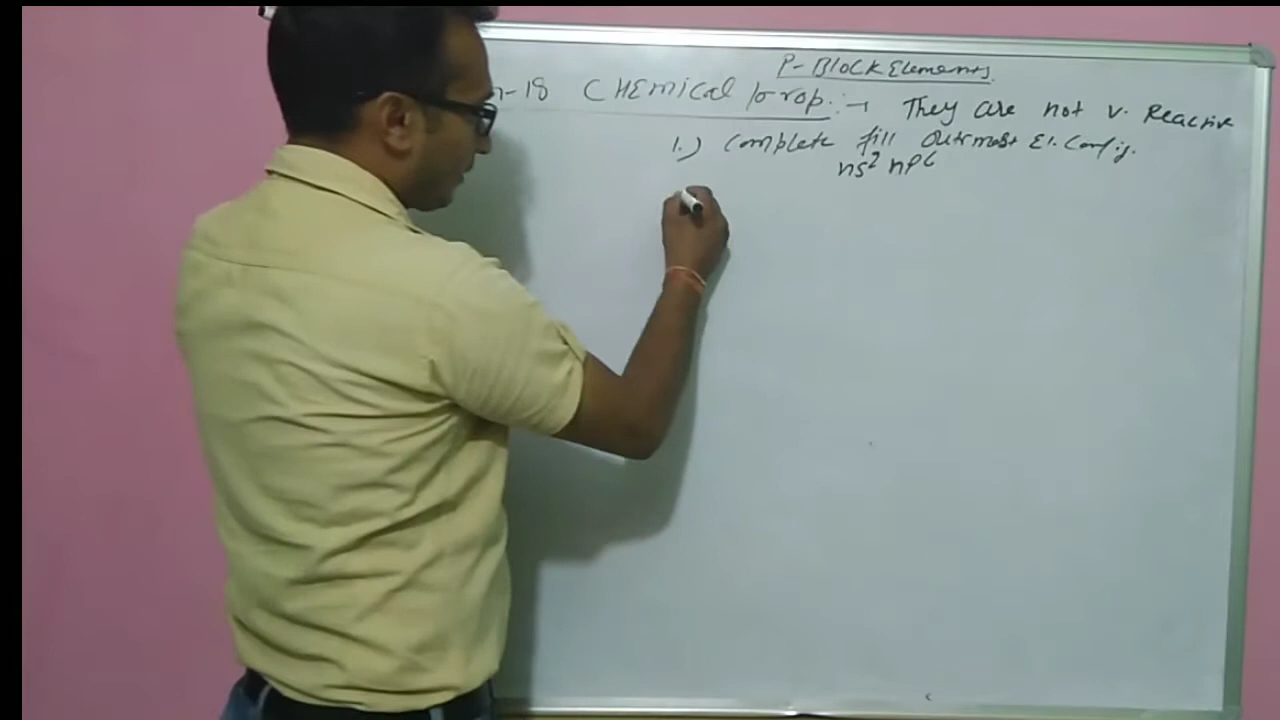 P-Block Elements
-18 CHEMICAL Prop. :→ They are not v. Reactive
1.) Complete fill Outermost El. Config.
ns² np6